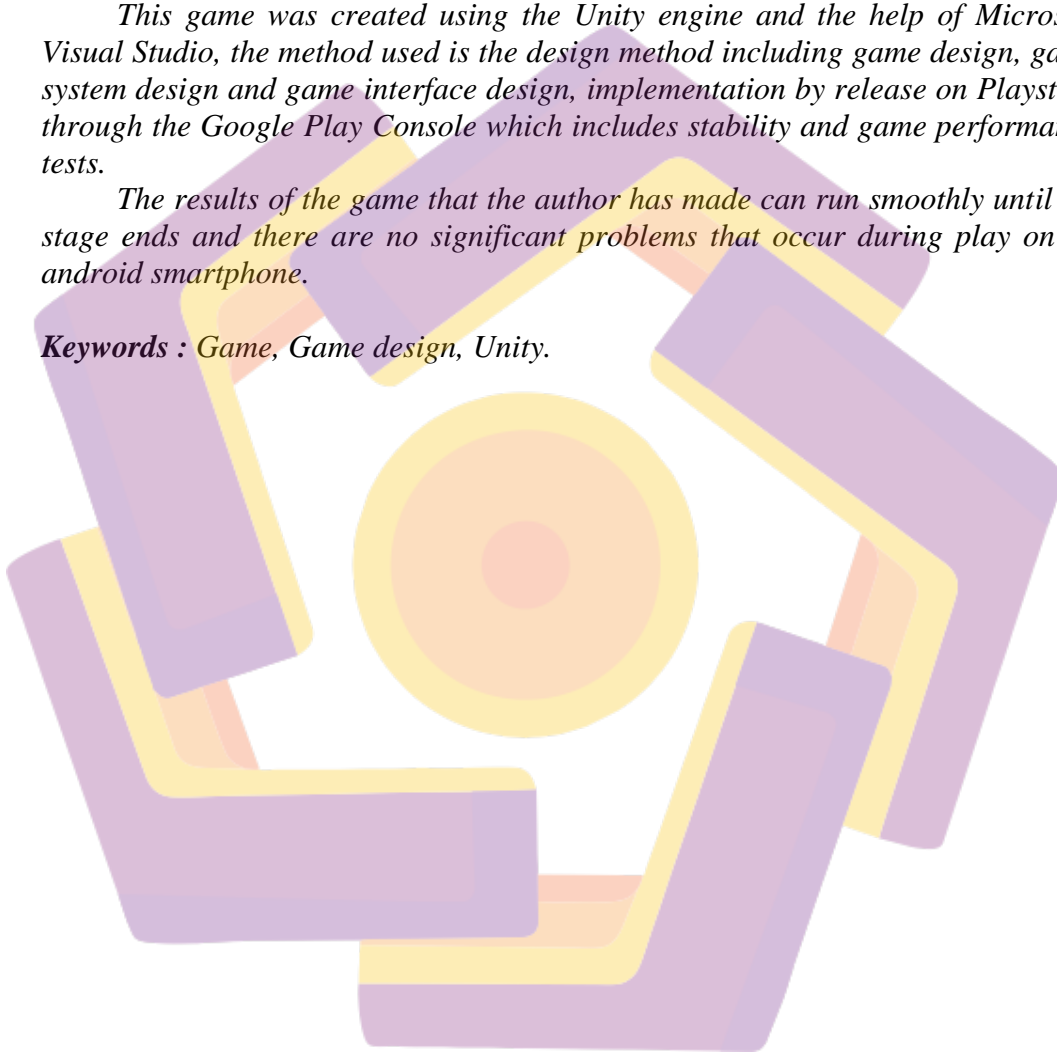 This game was created using the Unity engine and the help of Micros
Visual Studio, the method used is the design method including game design, ga
system design and game interface design, implementation by release on Playst
through the Google Play Console which includes stability and game performa
tests.
The results of the game that the author has made can run smoothly until
stage ends and there are no significant problems that occur during play on
android smartphone.
Keywords : Game, Game design, Unity.